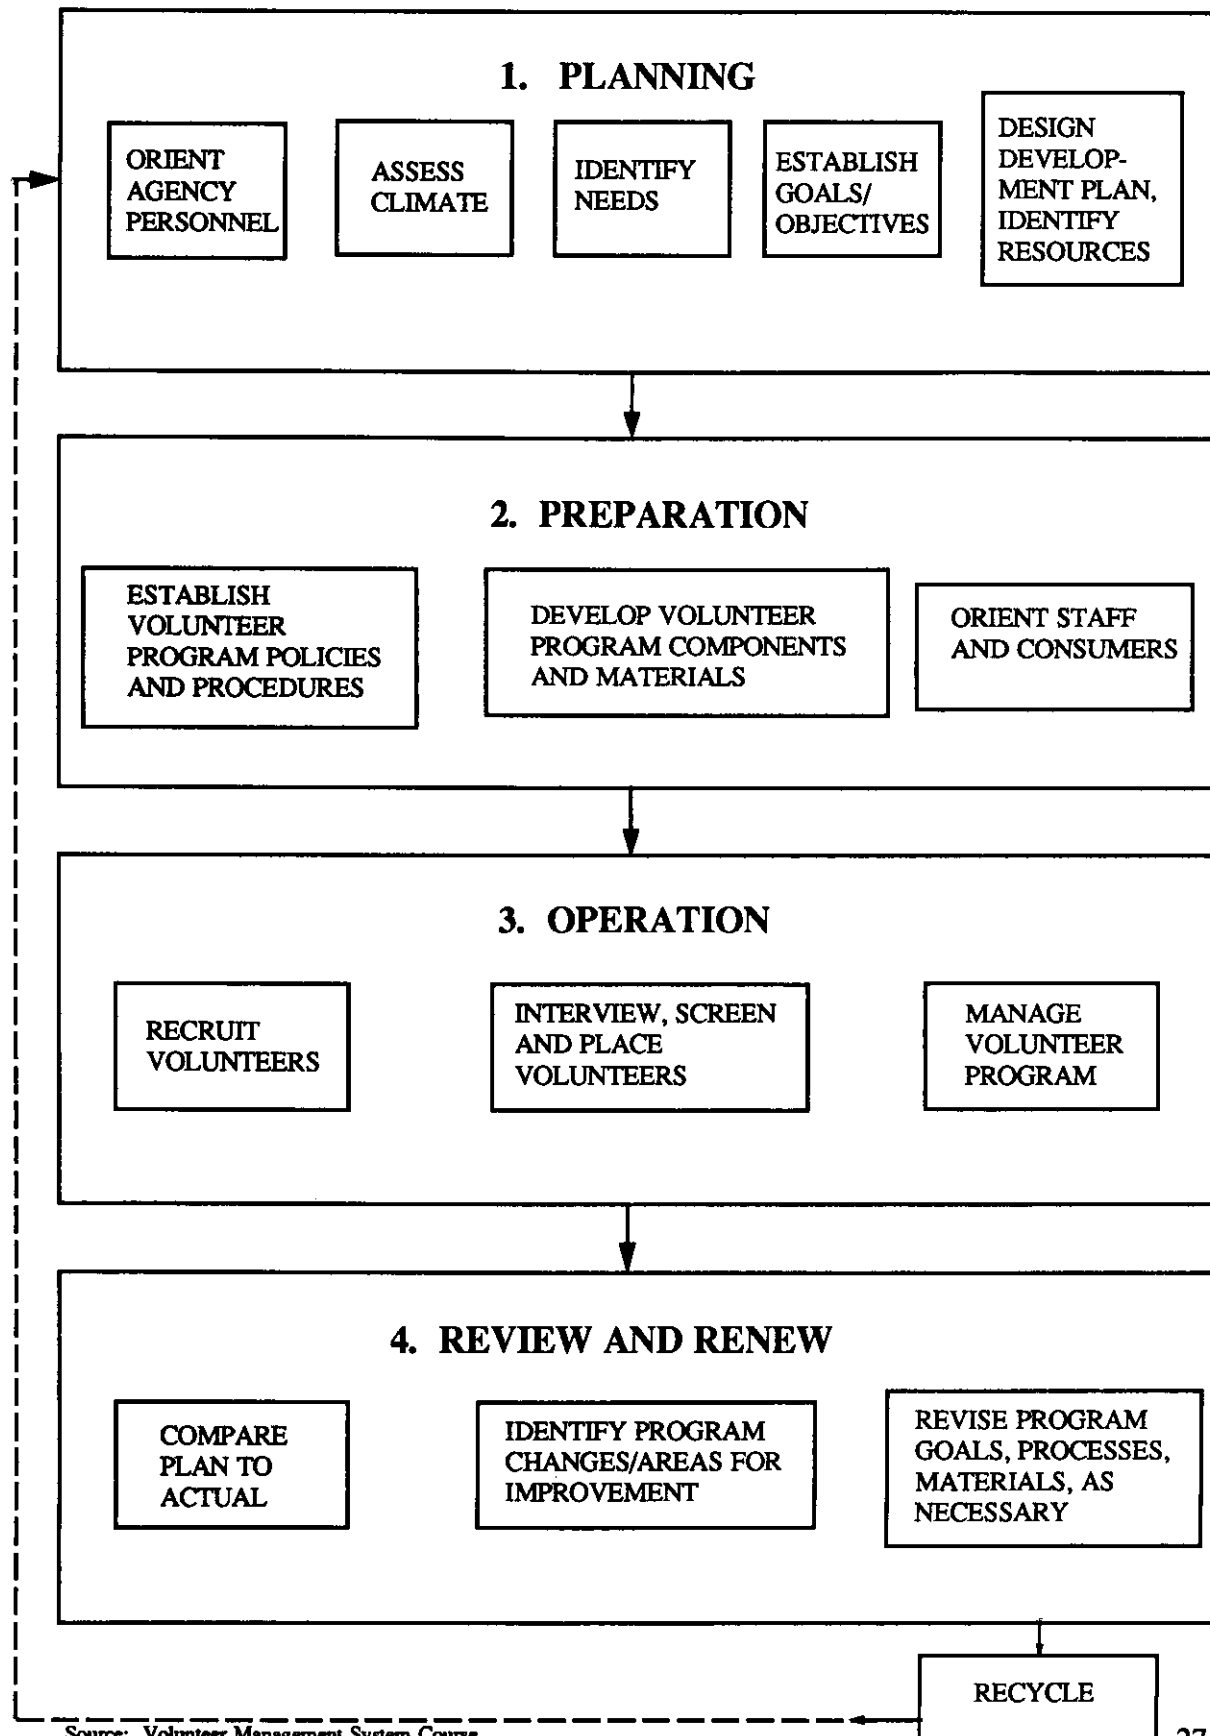 1. PLANNING
ORIENT
AGENCY
PERSONNEL
ASSESS
CLIMATE
IDENTIFY
NEEDS
ESTABLISH
GOALS/
OBJECTIVES
DESIGN
DEVELOP-
MENT PLAN,
IDENTIFY
RESOURCES
2. PREPARATION
ESTABLISH
VOLUNTEER
PROGRAM POLICIES
AND PROCEDURES
DEVELOP VOLUNTEER
PROGRAM COMPONENTS
AND MATERIALS
ORIENT STAFF
AND CONSUMERS
3. OPERATION
RECRUIT
VOLUNTEERS
INTERVIEW, SCREEN
AND PLACE
VOLUNTEERS
MANAGE
VOLUNTEER
PROGRAM
4. REVIEW AND RENEW
COMPARE
PLAN TO
ACTUAL
IDENTIFY PROGRAM
CHANGES/AREAS FOR
IMPROVEMENT
REVISE PROGRAM
GOALS, PROCESSES,
MATERIALS, AS
NECESSARY
RECYCLE
Source: Volunteer Management System Course
27